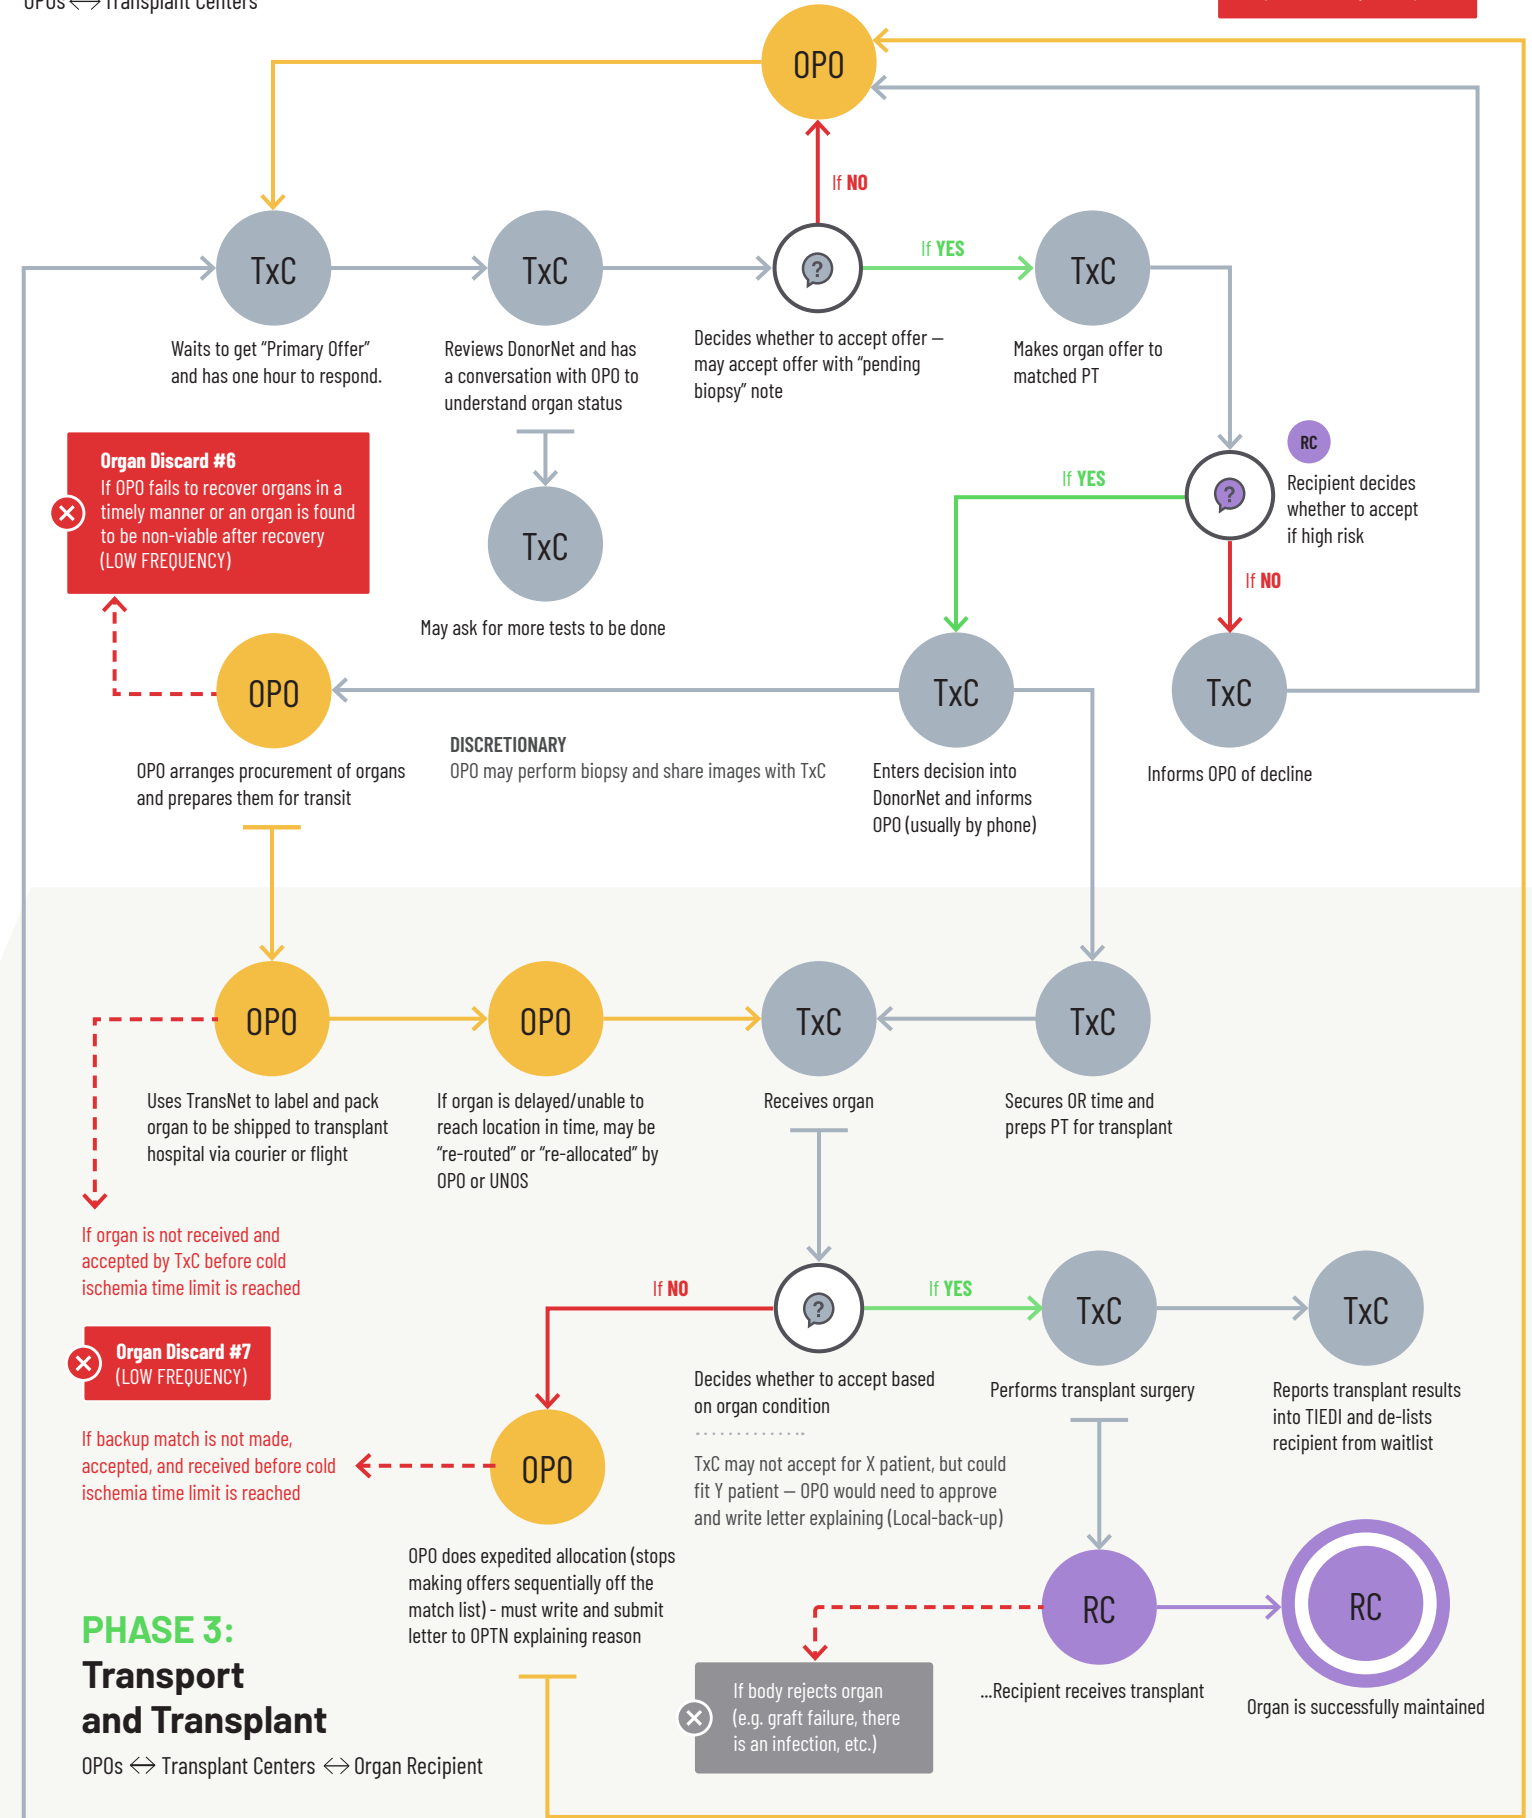 OPOs ↔ Transplant Centers
OPO
If NO
If YES
TxC
TxC
?
TxC
Waits to get “Primary Offer”
and has one hour to respond.
Reviews DonorNet and has
a conversation with OPO to
understand organ status
Decides whether to accept offer –
may accept offer with “pending
biopsy” note
Makes organ offer to
matched PT
TxC
May ask for more tests to be done
RC
?
Recipient decides
whether to accept
if high risk
If YES
If NO
Organ Discard #6
If OPO fails to recover organs in a
timely manner or an organ is found
to be non-viable after recovery
(LOW FREQUENCY)
OPO
TxC
TxC
OPO arranges procurement of organs
and prepares them for transit
DISCRETIONARY
OPO may perform biopsy and share images with TxC
Enters decision into
DonorNet and informs
OPO (usually by phone)
Informs OPO of decline
OPO
OPO
TxC
TxC
Uses TransNet to label and pack
organ to be shipped to transplant
hospital via courier or flight
If organ is delayed/unable to
reach location in time, may be
“re-routed” or “re-allocated” by
OPO or UNOS
Receives organ
Secures OR time and
preps PT for transplant
If organ is not received and
accepted by TxC before cold
ischemia time limit is reached
Organ Discard #7
(LOW FREQUENCY)
If backup match is not made,
accepted, and received before cold
ischemia time limit is reached
If NO
If YES
?
TxC
TxC
Decides whether to accept based
on organ condition
TxC may not accept for X patient, but could
fit Y patient – OPO would need to approve
and write letter explaining (Local-back-up)
Performs transplant surgery
Reports transplant results
into TIEDI and de-lists
recipient from waitlist
OPO
OPO does expedited allocation (stops
making offers sequentially off the
match list) - must write and submit
letter to OPTN explaining reason
RC
RC
...Recipient receives transplant
Organ is successfully maintained
If body rejects organ
(e.g. graft failure, there
is an infection, etc.)
PHASE 3:
Transport
and Transplant
OPOs ↔ Transplant Centers ↔ Organ Recipient